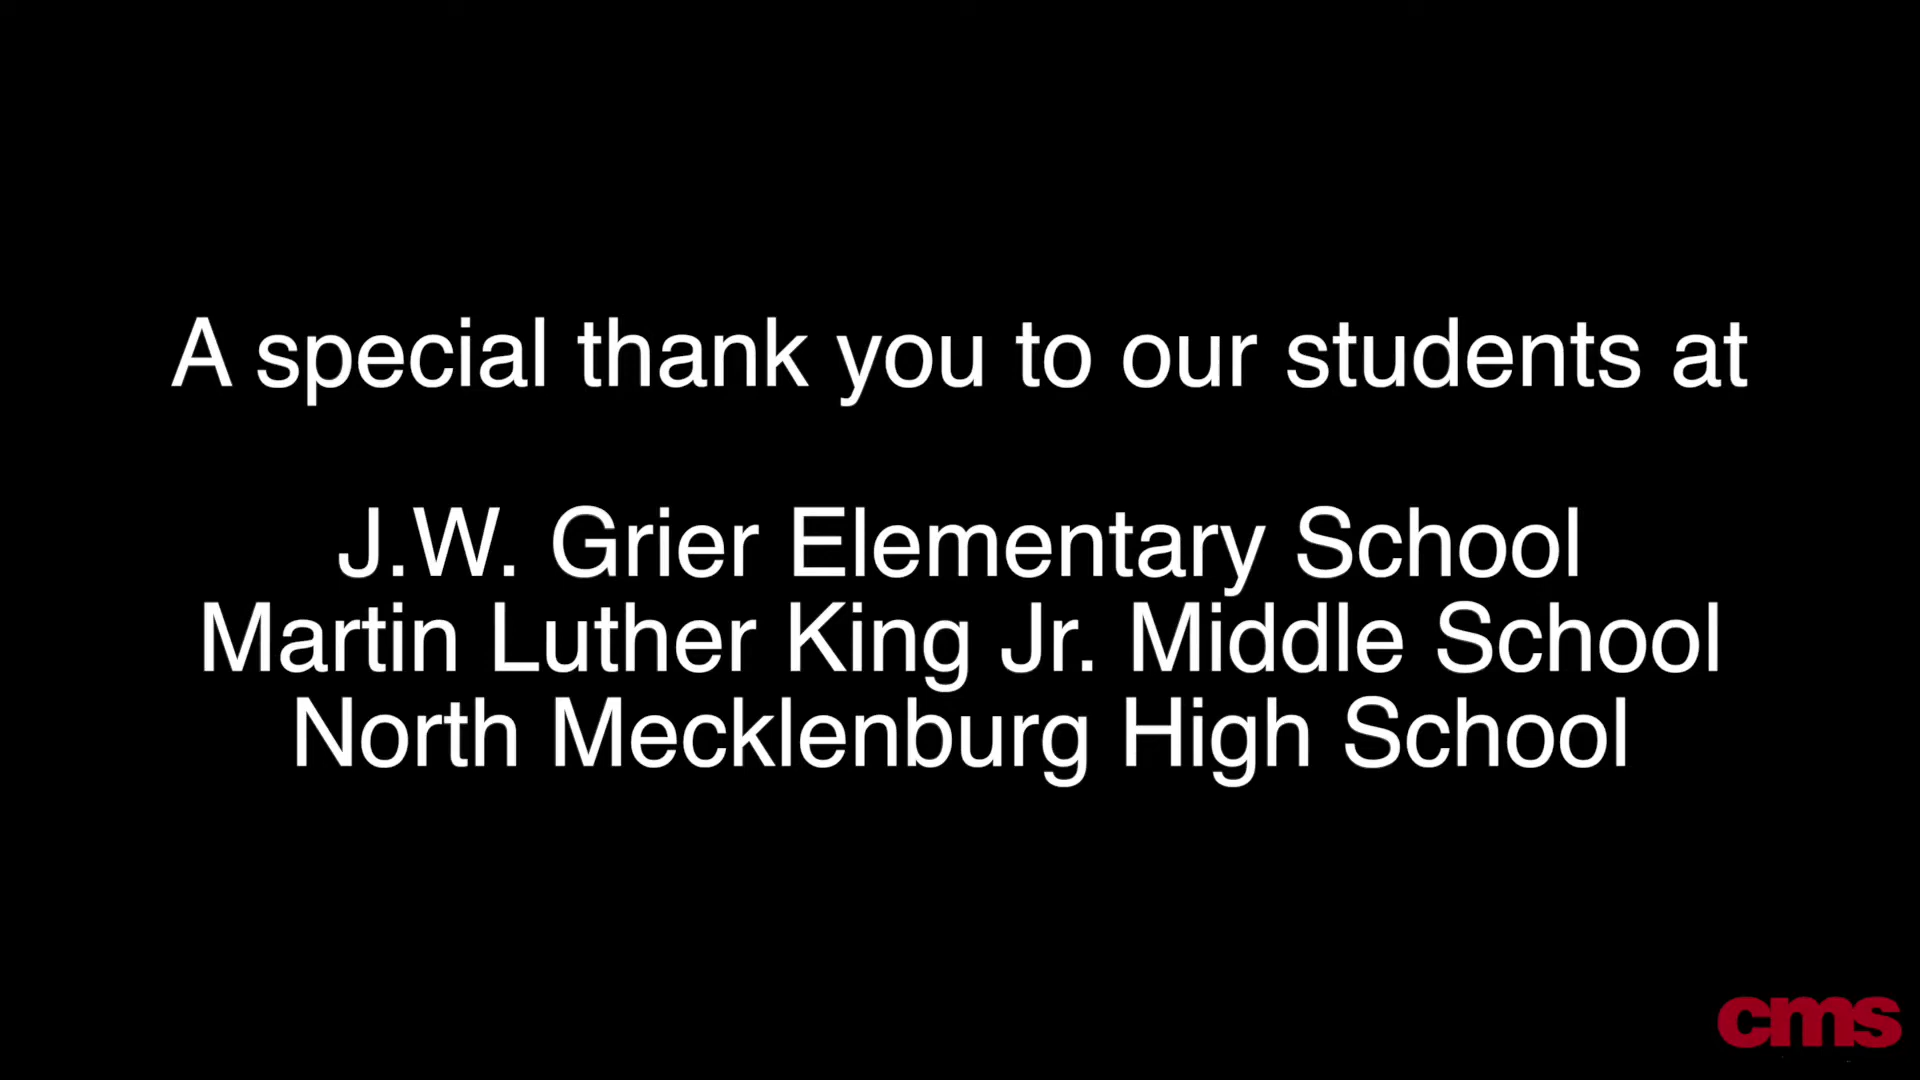 A special thank you to our students at
J.W. Grier Elementary School
Martin Luther King Jr. Middle School
North Mecklenburg High School
cms